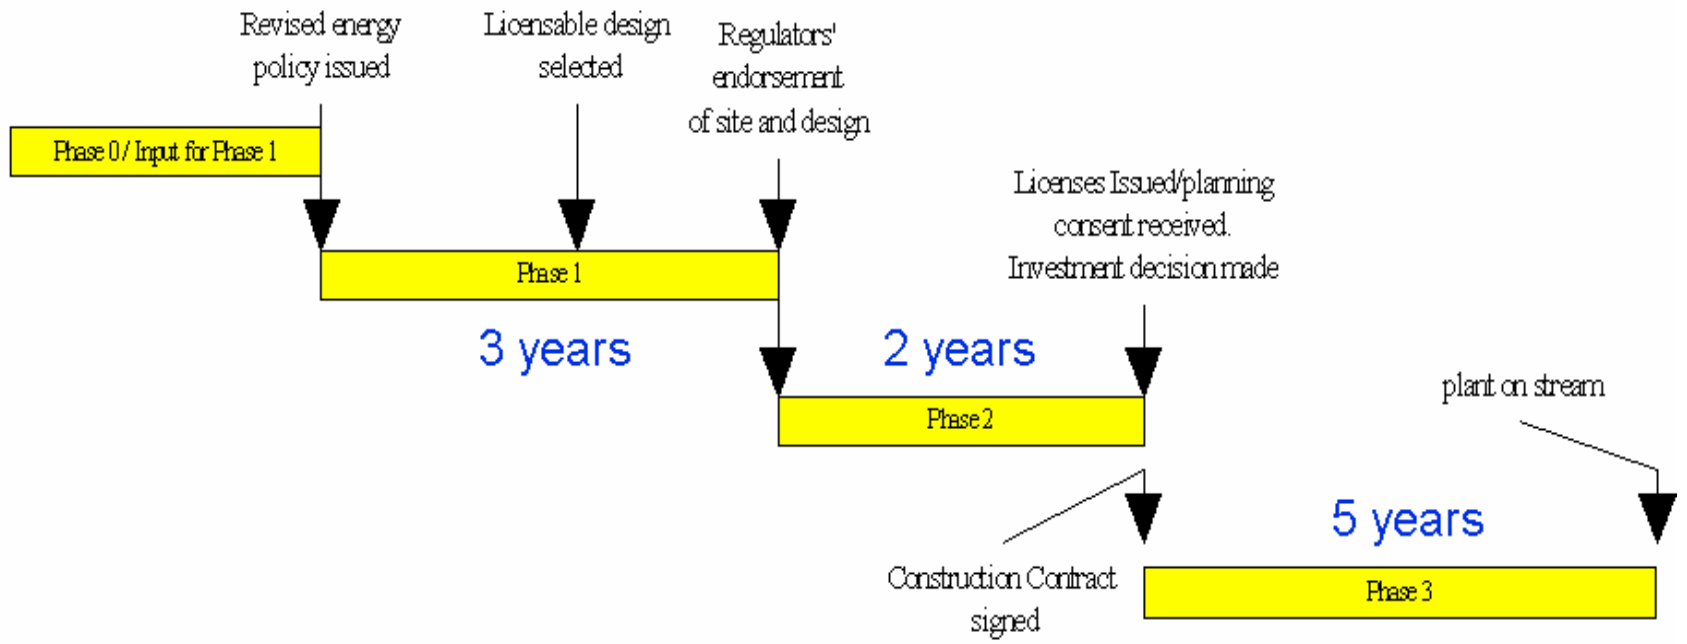 Revised energy
policy issued
Licensable design
selected
Regulators'
endorsement
of site and design
Phase 0 / Input for Phase 1
Licenses Issued/planning
consent received.
Investment decision made
Phase 1
3 years
2 years
plant on stream
Phase 2
5 years
Construction Contract
signed
Phase 3